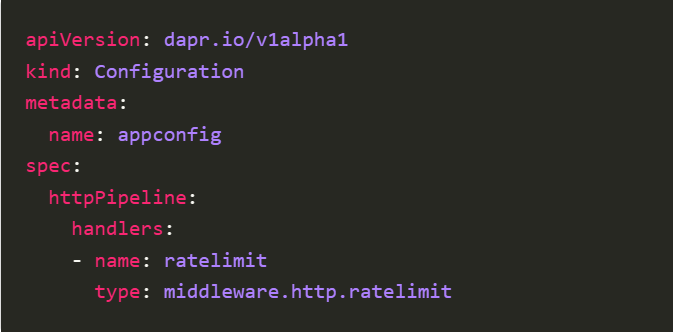 apiVersion: dapr.io/v1alpha1
kind: Configuration
metadata:
  name: appconfig
spec:
  httpPipeline:
    handlers:
    - name: ratelimit
      type: middleware.http.ratelimit